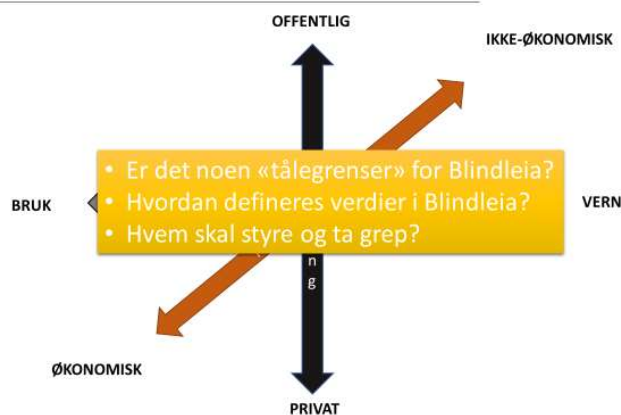 OFFENTLIG
IKKE-ØKONOMISK
• Er det noen «tålegrenser» for Blindleia?
• Hvordan defineres verdier i Blindleia?
• Hvem skal styre og ta grep?
BRUK
VERN
n
g
ØKONOMISK
PRIVAT